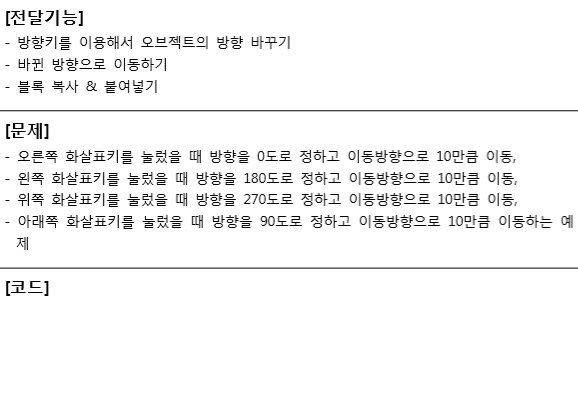 [전달기능]
- 방향키를 이용해서 오브젝트의 방향 바꾸기
- 바뀐 방향으로 이동하기
- 블록 복사 & 붙여넣기
[문제]
- 오른쪽 화살표키를 눌렀을 때 방향을 0도로 정하고 이동방향으로 10만큼 이동,
- 왼쪽 화살표키를 눌렀을 때 방향을 180도로 정하고 이동방향으로 10만큼 이동,
- 위쪽 화살표키를 눌렀을 때 방향을 270도로 정하고 이동방향으로 10만큼 이동,
- 아래쪽 화살표키를 눌렀을 때 방향을 90도로 정하고 이동방향으로 10만큼 이동하는 예
제
[코드]